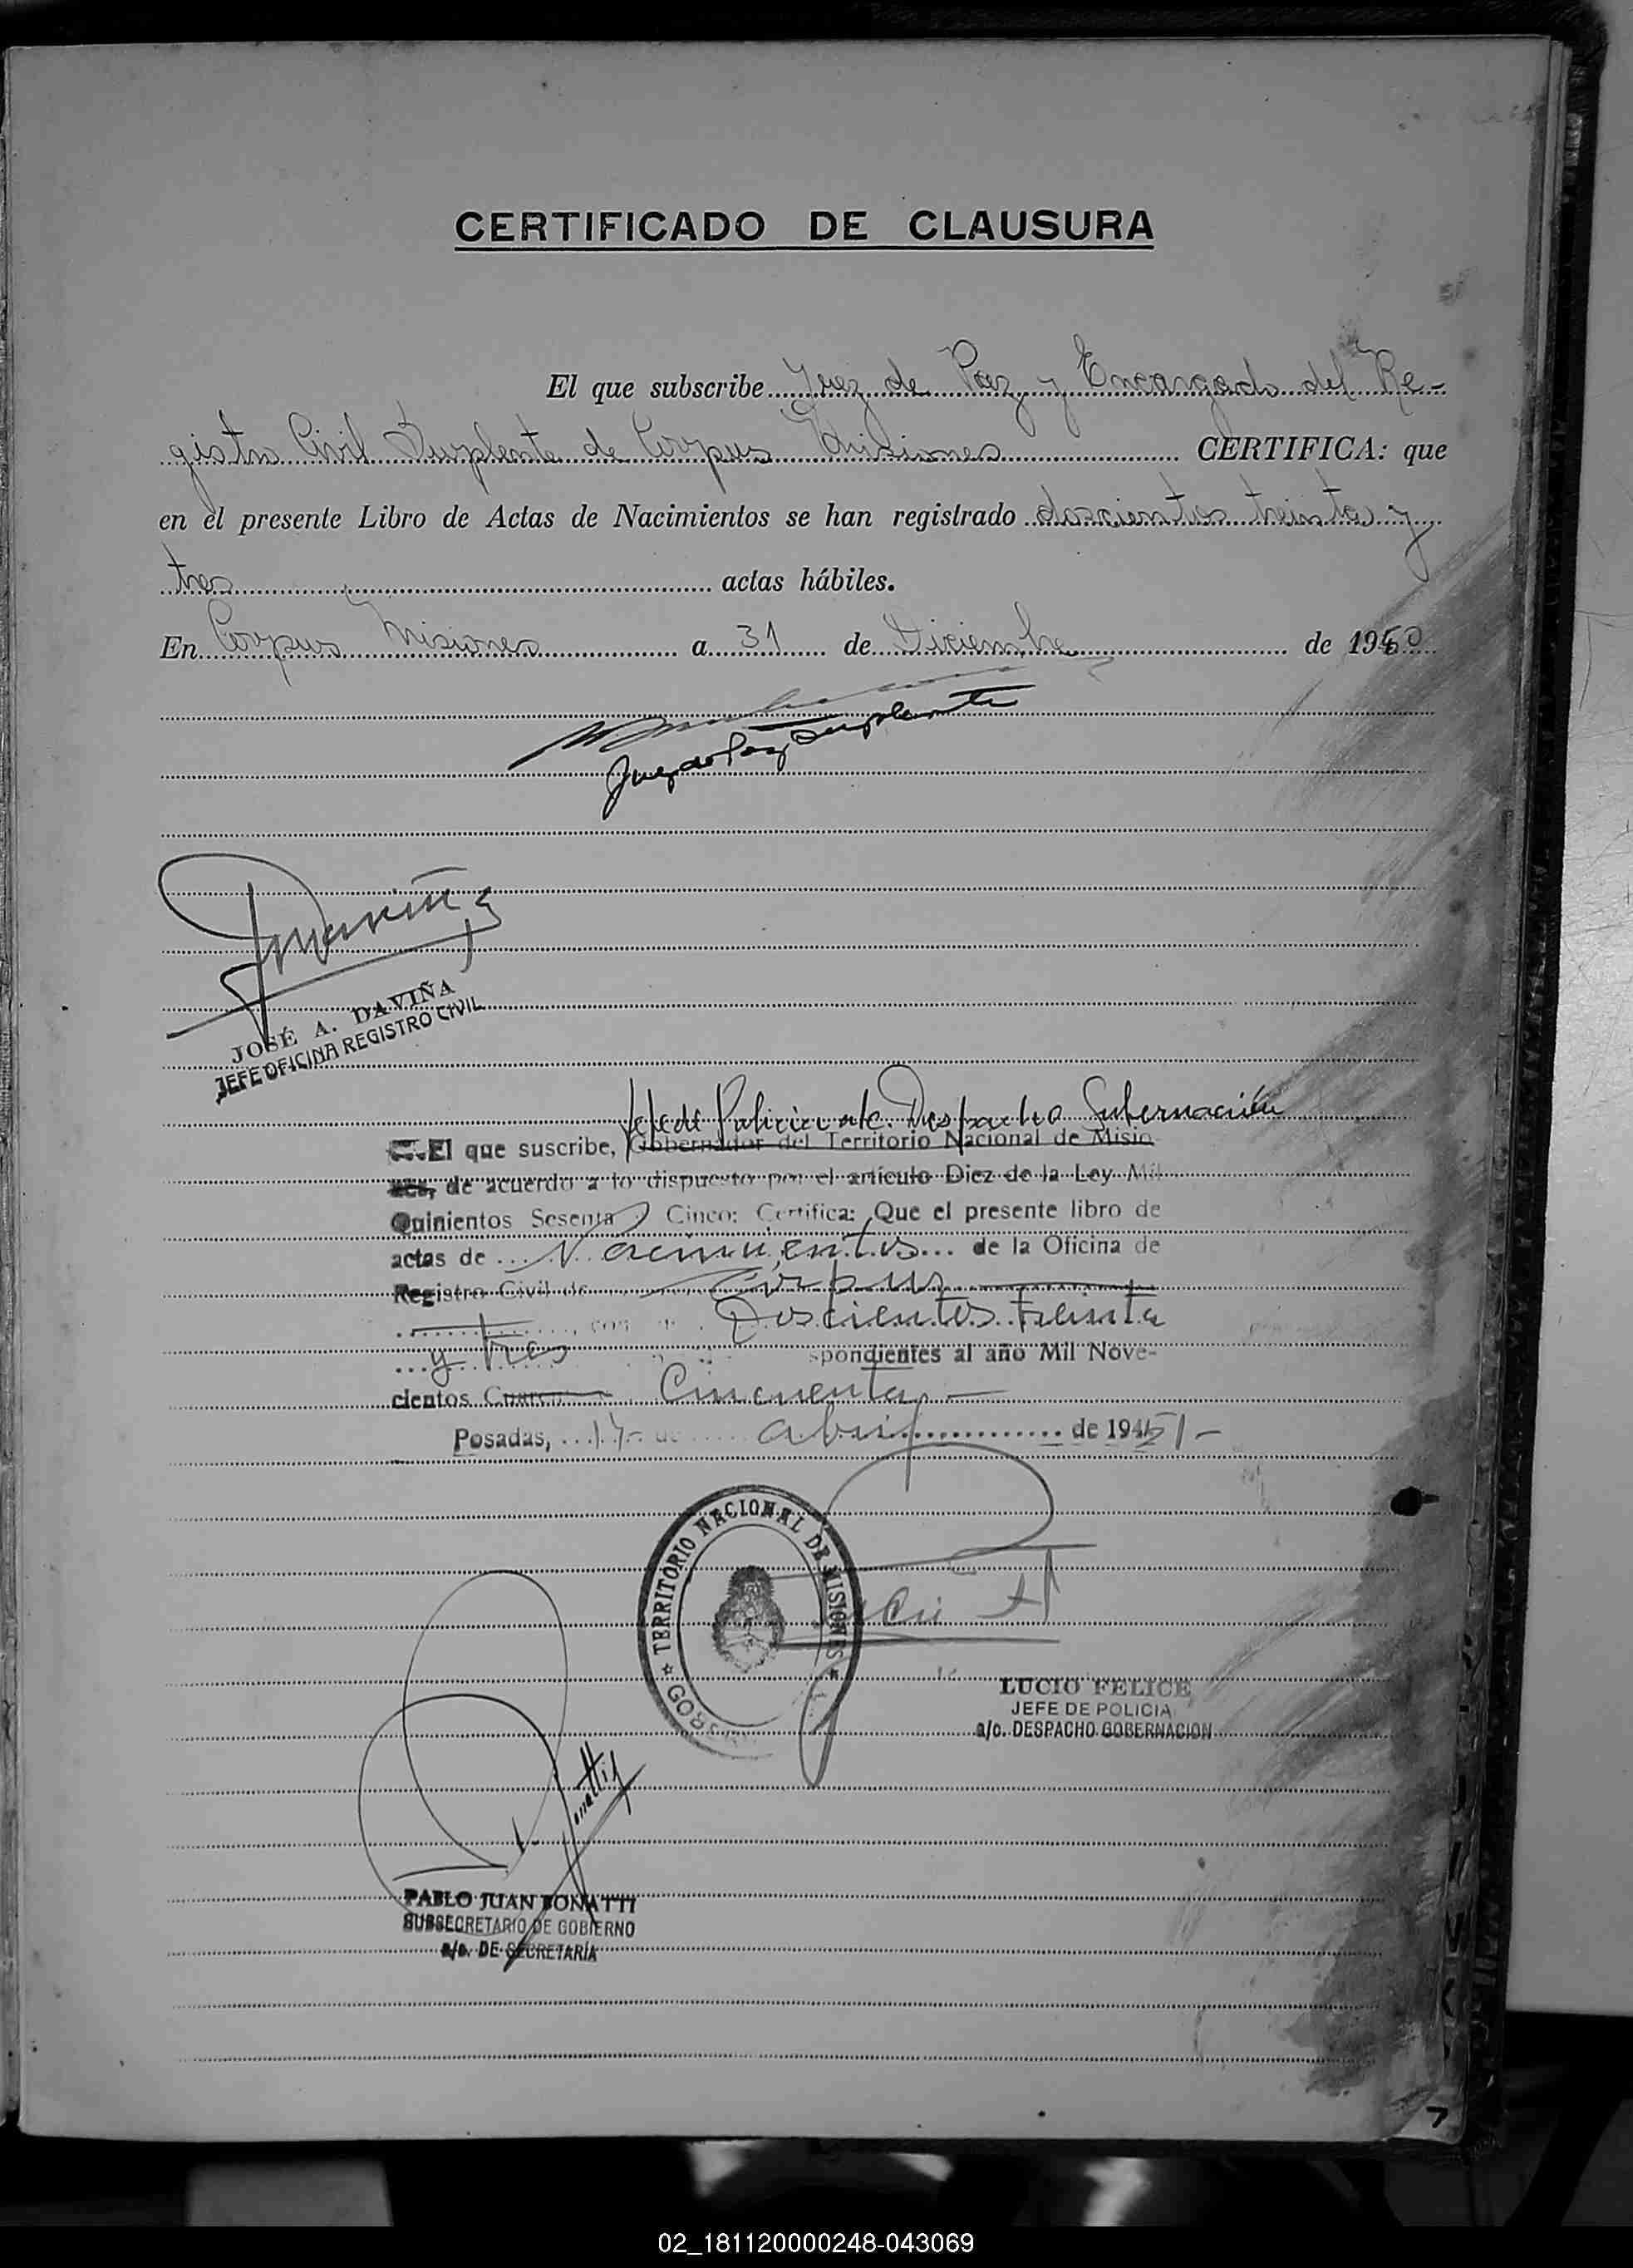 CERTIFICADO DE CLAUSURA
El que subscribe Juez de Paz y Encargado del Re-
gistro Civil Suplente de Corpus Misiones CERTIFICA: que
en el presente Libro de Actas de Nacimientos se han registrado doscientos treinta y
tres actas hábiles.
En Corpus Misiones a 31 de Diciembre de 1950
Juez de Paz Suplente
JOSÉ A. DAVIÑA
JEFE OFICINA REGISTRO CIVIL
Jefe de Policia a/c. Despacho Gobernación
El que suscribe, Gobernador del Territorio Nacional de Misio-
nes, de acuerdo a lo dispuesto por el artículo Diez de la Ley Mil
Quinientos Sesenta y Cinco: Certifica: Que el presente libro de
actas de Nacimientos de la Oficina de
Registro Civil de Corpus
con Doscientos treinta
y tres spondientes al año Mil Nove-
cientos Cincuenta
Posadas, 17 de abril de 1951-
TERRITORIO NACIONAL DE MISIONES
LUCIO FELICE
JEFE DE POLICIA
a/c. DESPACHO GOBERNACION
PABLO JUAN BONATTI
SUBSECRETARIO DE GOBIERNO
a/c. DE SECRETARÍA
7
02_181120000248-043069